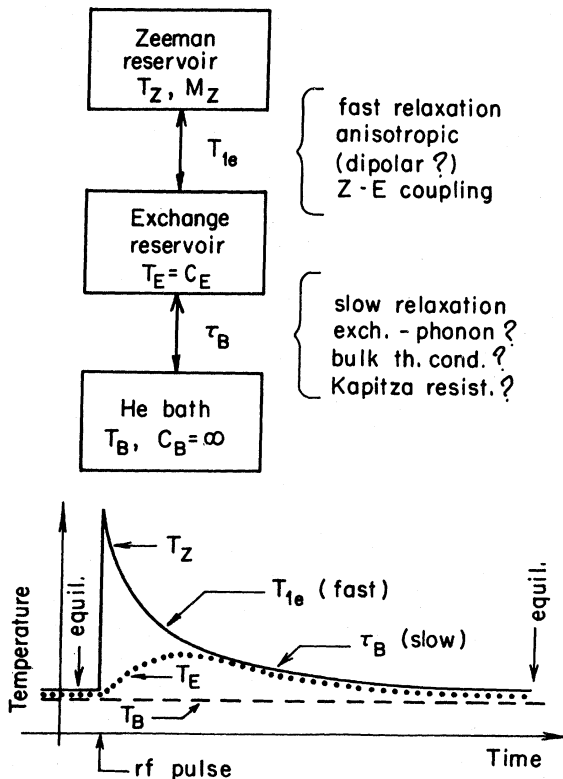 Zeeman
reservoir
T_Z, M_Z
T_1e
fast relaxation
anisotropic
(dipolar ?)
Z - E coupling
Exchange
reservoir
T_E = C_E
τ_B
slow relaxation
exch. - phonon ?
bulk th. cond. ?
Kapitza resist. ?
He bath
T_B, C_B = ∞
Temperature
equil.
T_Z
T_1e (fast)
τ_B (slow)
equil.
T_E
T_B
rf pulse
Time